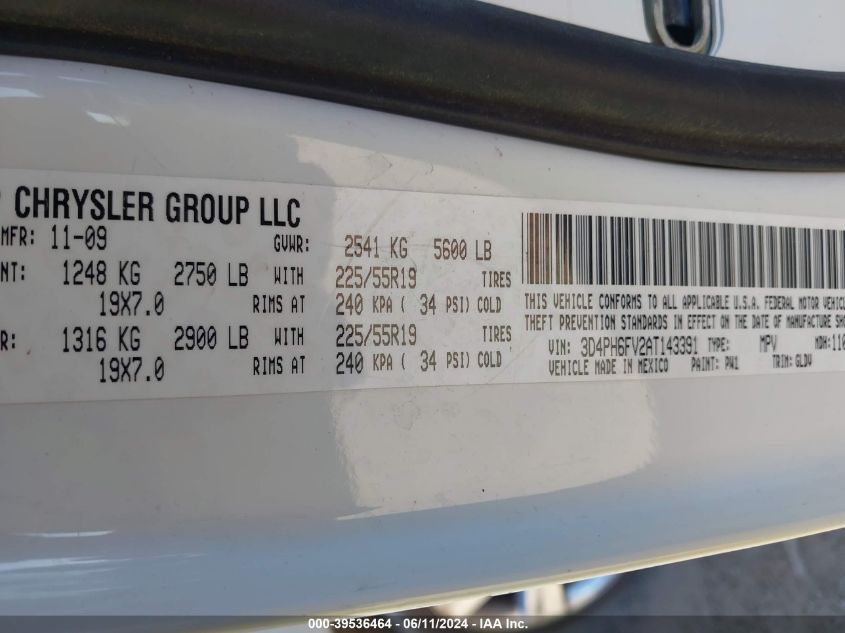 CHRYSLER GROUP LLC
MFR: 11-09 GVWR: 2541 KG 5600 LB
NT: 1248 KG 2750 LB WITH 225/55R19 TIRES
19X7.0 RIMS AT 240 KPA ( 34 PSI) COLD
R: 1316 KG 2900 LB WITH 225/55R19 TIRES
19X7.0 RIMS AT 240 KPA ( 34 PSI) COLD
THIS VEHICLE CONFORMS TO ALL APPLICABLE U.S.A. FEDERAL MOTOR VEHICL
THEFT PREVENTION STANDARDS IN EFFECT ON THE DATE OF MANUFACTURE SHO
VIN: 3D4PH6FV2AT143391 TYPE: MPV MDH: 110
VEHICLE MADE IN MEXICO PAINT: PW1 TRIM: GLDV
000-39536464 - 06/11/2024 - IAA Inc.